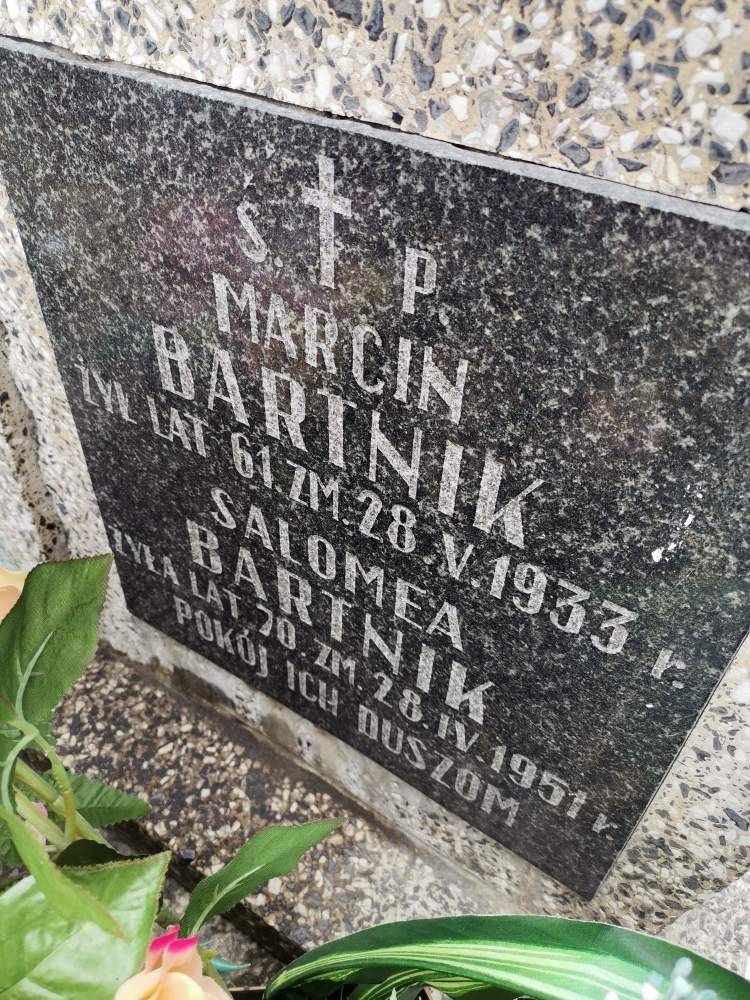 Ś. P.
MARCIN
BARTNIK
ŻYŁ LAT 61. ZM. 28.V.1933 r.
SALOMEA
BARTNIK
ŻYŁA LAT 70. ZM. 28.IV.1951 r.
POKÓJ ICH DUSZOM